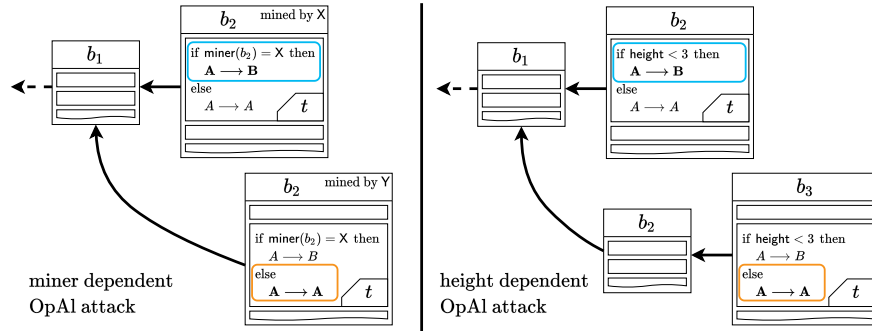 b₂
mined by X
b₁
if miner(b₂) = X then
A ⟶ B
else
A ⟶ A
t
b₂
mined by Y
if miner(b₂) = X then
A ⟶ B
else
A ⟶ A
t
miner dependent
OpAl attack
b₂
b₁
if height < 3 then
A ⟶ B
else
A ⟶ A
t
b₃
b₂
if height < 3 then
A ⟶ B
else
A ⟶ A
t
height dependent
OpAl attack